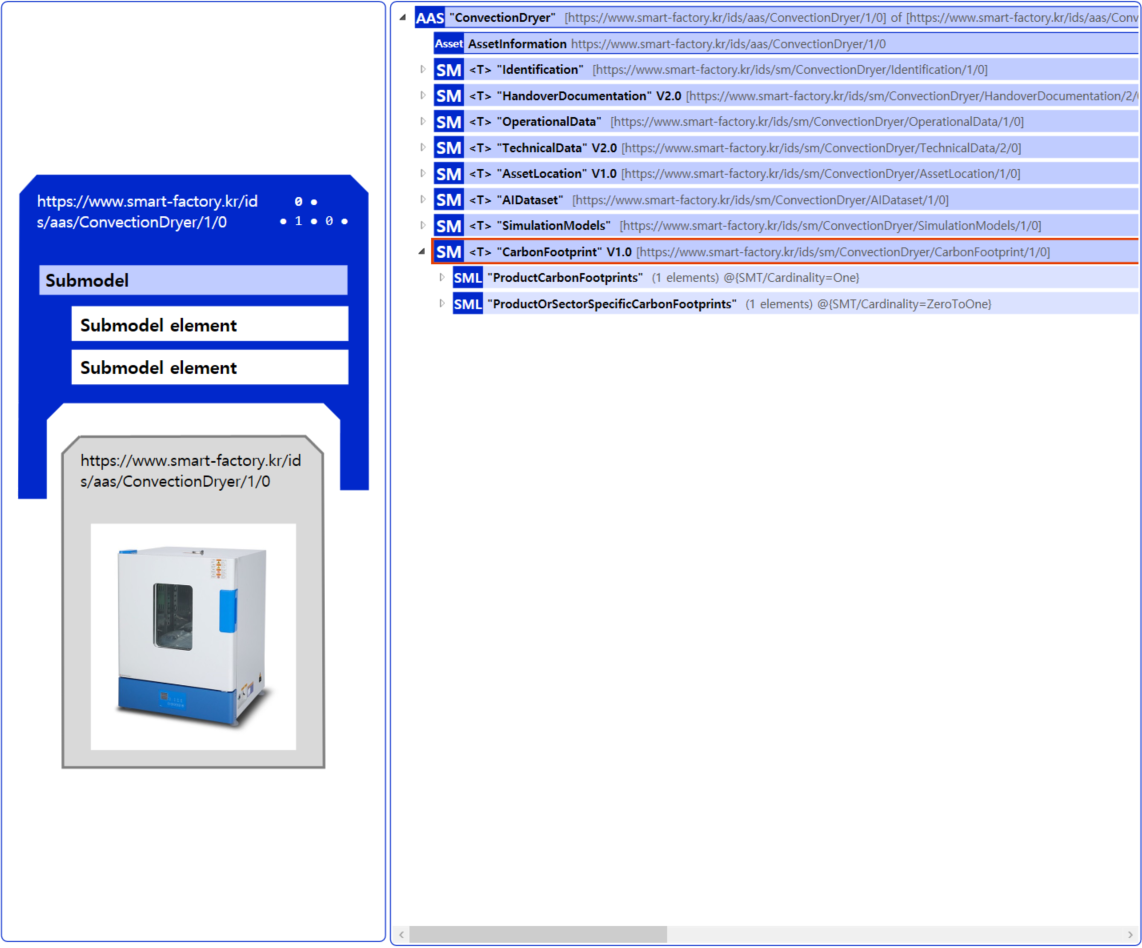 https://www.smart-factory.kr/id
s/aas/ConvectionDryer/1/0
0 •
• 1 • 0 •
Submodel
Submodel element
Submodel element
https://www.smart-factory.kr/id
s/aas/ConvectionDryer/1/0
AAS "ConvectionDryer" [https://www.smart-factory.kr/ids/aas/ConvectionDryer/1/0] of [https://www.smart-factory.kr/ids/aas/Conv
Asset AssetInformation https://www.smart-factory.kr/ids/aas/ConvectionDryer/1/0
SM <T> "Identification" [https://www.smart-factory.kr/ids/sm/ConvectionDryer/Identification/1/0]
SM <T> "HandoverDocumentation" V2.0 [https://www.smart-factory.kr/ids/sm/ConvectionDryer/HandoverDocumentation/2/
SM <T> "OperationalData" [https://www.smart-factory.kr/ids/sm/ConvectionDryer/OperationalData/1/0]
SM <T> "TechnicalData" V2.0 [https://www.smart-factory.kr/ids/sm/ConvectionDryer/TechnicalData/2/0]
SM <T> "AssetLocation" V1.0 [https://www.smart-factory.kr/ids/sm/ConvectionDryer/AssetLocation/1/0]
SM <T> "AIDataset" [https://www.smart-factory.kr/ids/sm/ConvectionDryer/AIDataset/1/0]
SM <T> "SimulationModels" [https://www.smart-factory.kr/ids/sm/ConvectionDryer/SimulationModels/1/0]
SM <T> "CarbonFootprint" V1.0 [https://www.smart-factory.kr/ids/sm/ConvectionDryer/CarbonFootprint/1/0]
SML "ProductCarbonFootprints" (1 elements) @{SMT/Cardinality=One}
SML "ProductOrSectorSpecificCarbonFootprints" (1 elements) @{SMT/Cardinality=ZeroToOne}